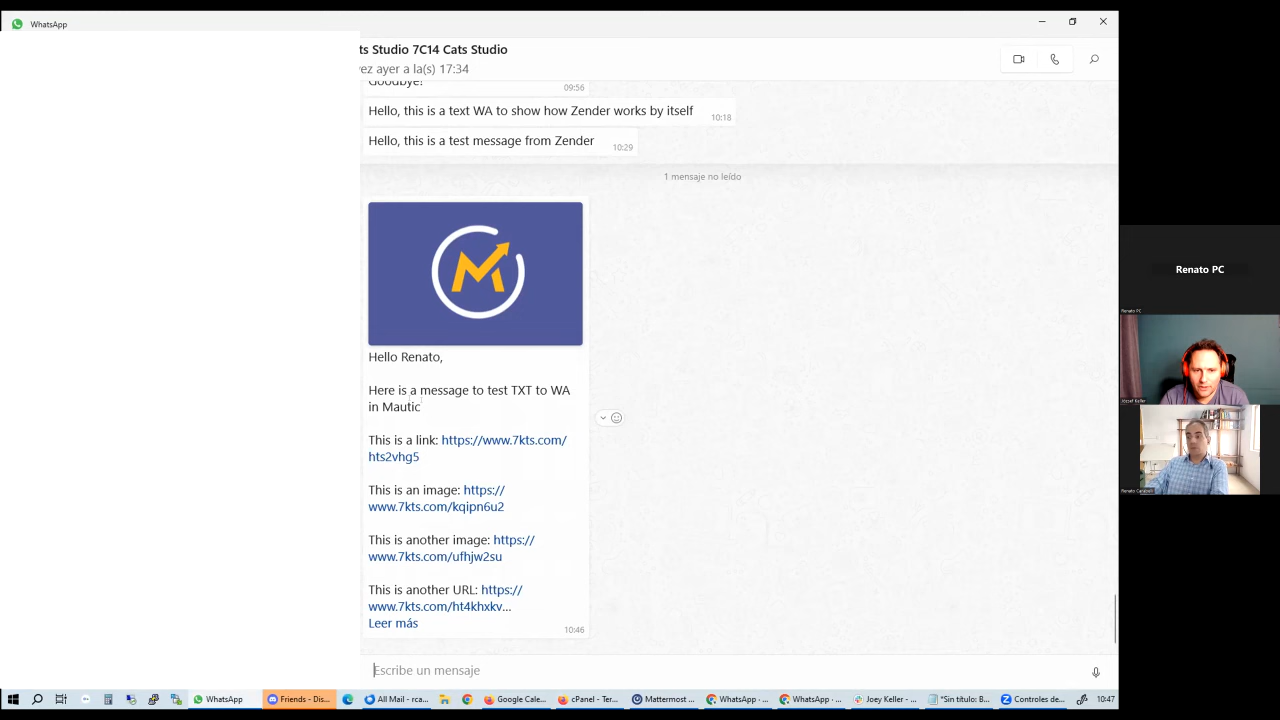 WhatsApp
ts Studio 7C14 Cats Studio
vez ayer a la(s) 17:34
Goodbye!
09:56
Hello, this is a text WA to show how Zender works by itself
10:18
Hello, this is a test message from Zender
10:29
1 mensaje no leído
Hello Renato,
Here is a message to test TXT to WA
in Mautic
This is a link: https://www.7kts.com/
hts2vhg5
This is an image: https://
www.7kts.com/kqipn6u2
This is another image: https://
www.7kts.com/ufhjw2su
This is another URL: https://
www.7kts.com/ht4khxkv...
Leer más
10:46
Escribe un mensaje
Renato PC
Renato PC
József Keller
Renato
WhatsApp
Friends - Dis...
All Mail - rca...
Google Cale...
cPanel - Ter...
Mattermost ...
WhatsApp · ...
WhatsApp · ...
Joey Keller - ...
*Sin título: B...
Controles de...
10:47